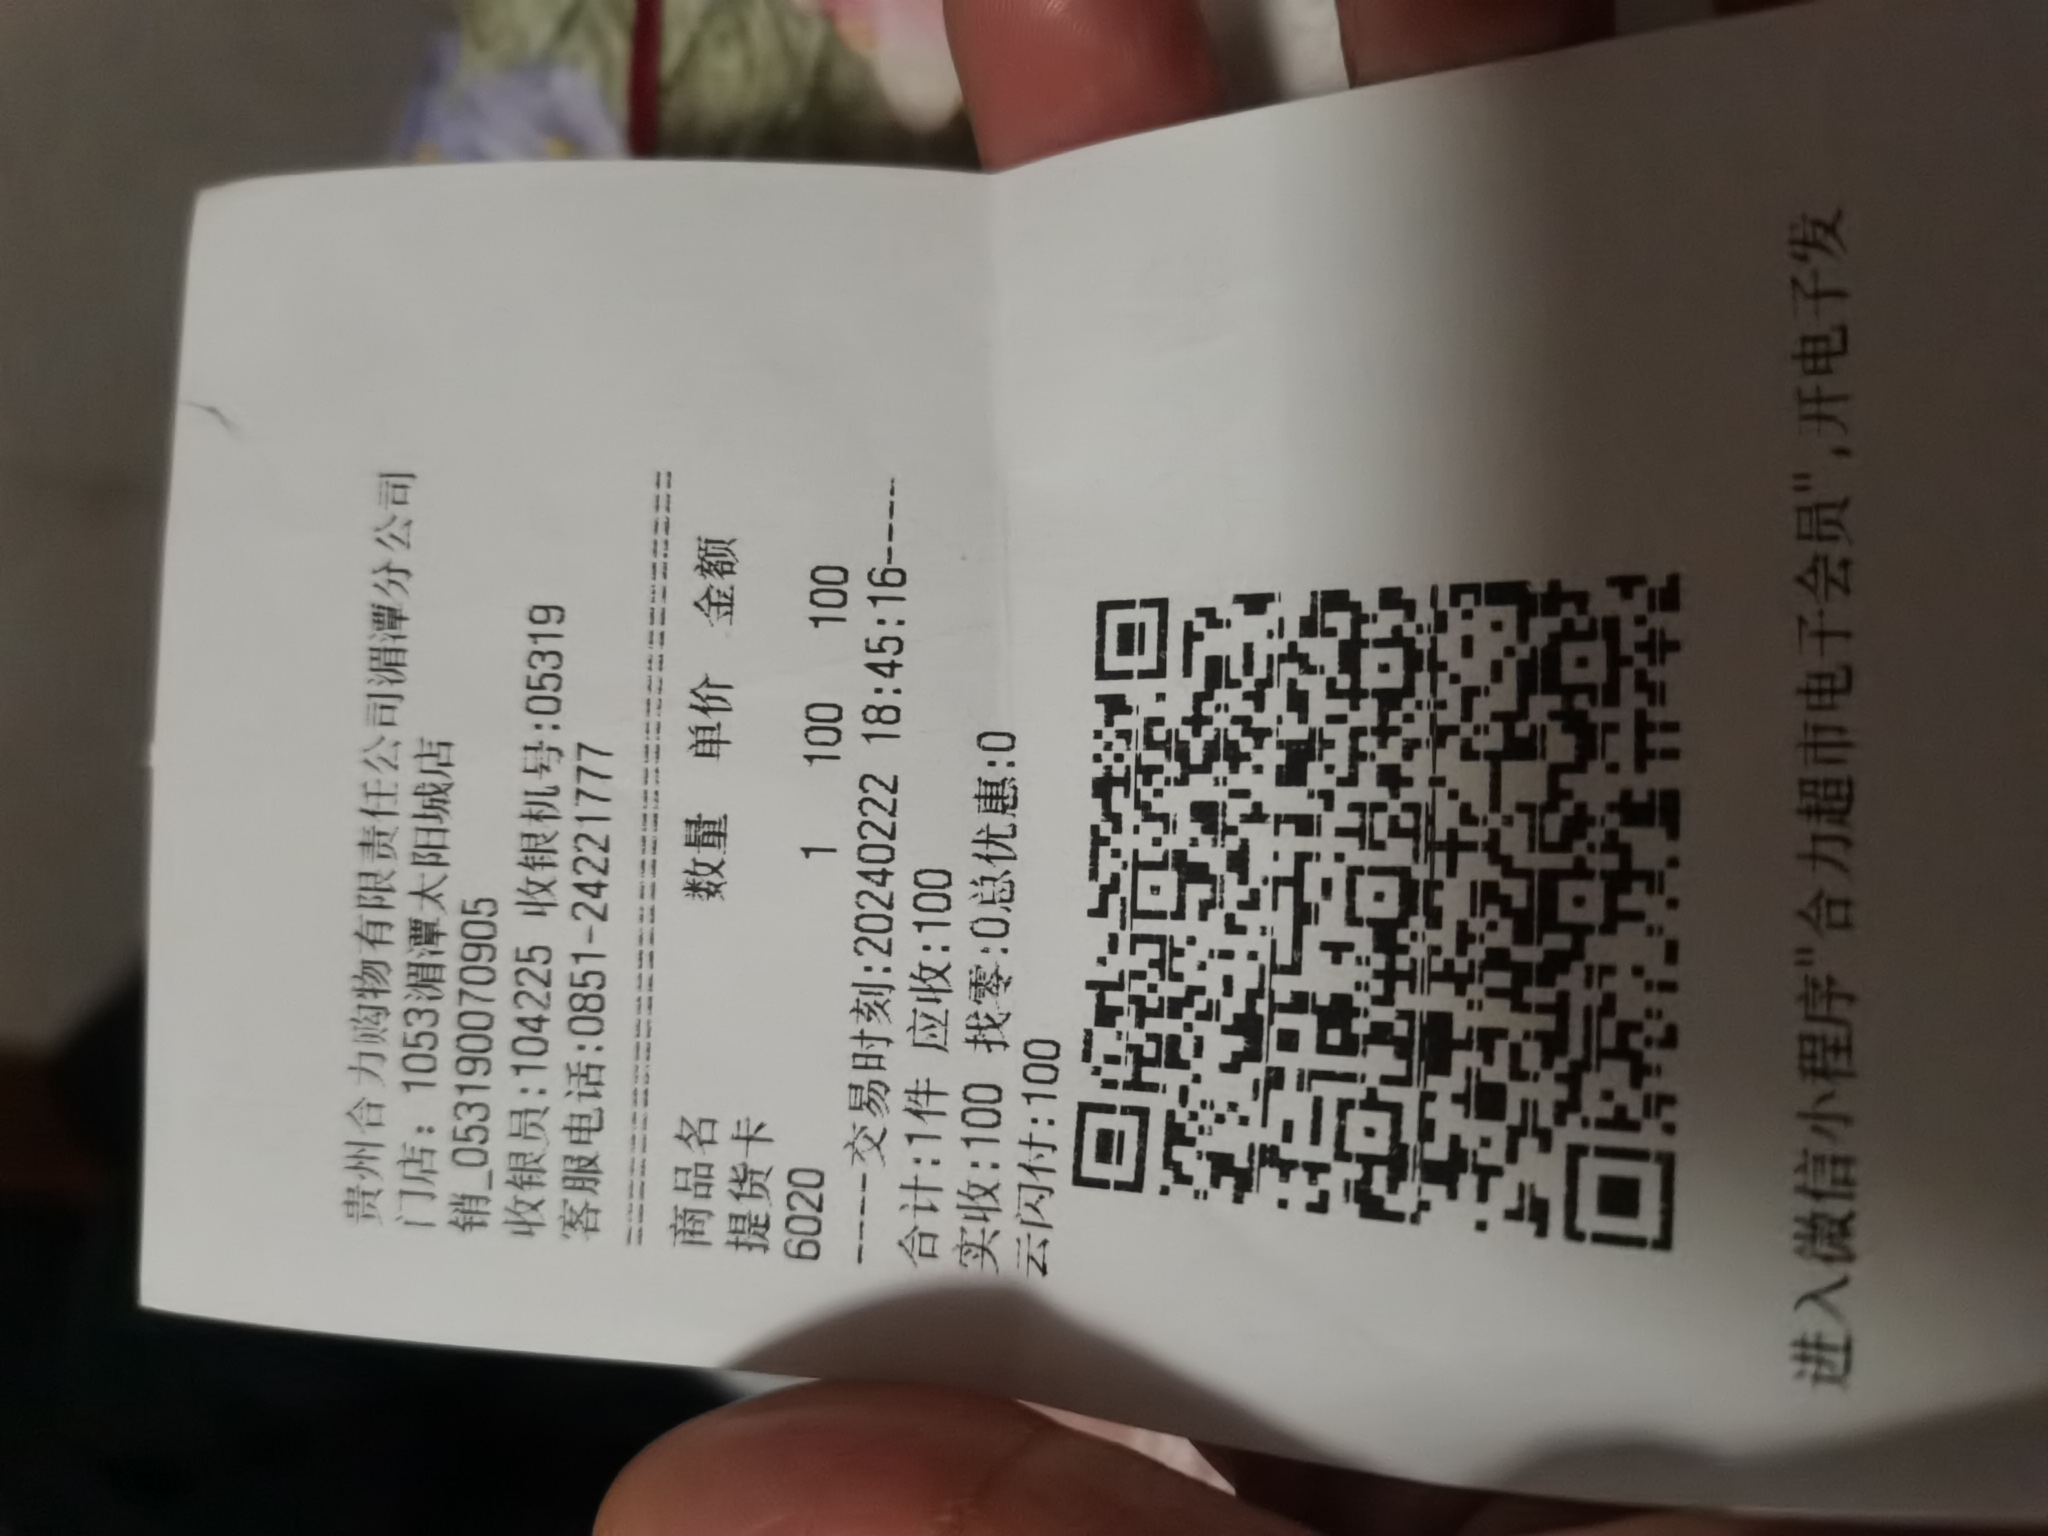 贵州合力购物有限责任公司湄潭分公司
门店: 1053湄潭太阳城店
销_0531900070905
收银员:104225 收银机号:05319
客服电话:0851-24221777
================================
商品名 数量 单价 金额
提货卡
6020 1 100 100
----交易时刻:20240222 18:45:16----
合计:1件 应收:100
实收:100 找零:0总优惠:0
云闪付:100
进入微信小程序"合力超市电子会员",开电子发